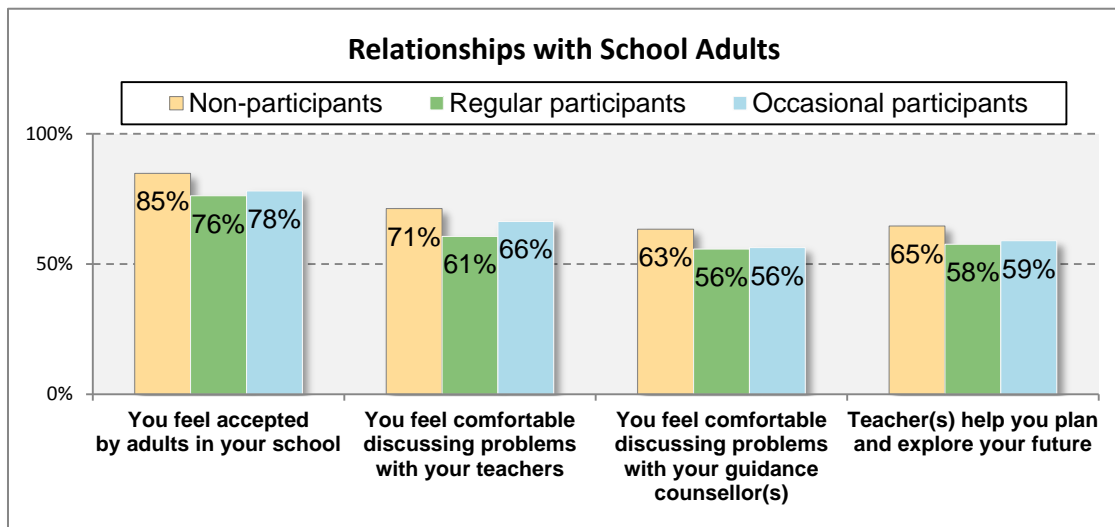 Relationships with School Adults
Non-participants Regular participants Occasional participants
100%
85% 76% 78% 71% 61% 66% 63% 56% 56% 65% 58% 59%
50%
0%
You feel accepted
by adults in your school
You feel comfortable
discussing problems
with your teachers
You feel comfortable
discussing problems
with your guidance
counsellor(s)
Teacher(s) help you plan
and explore your future